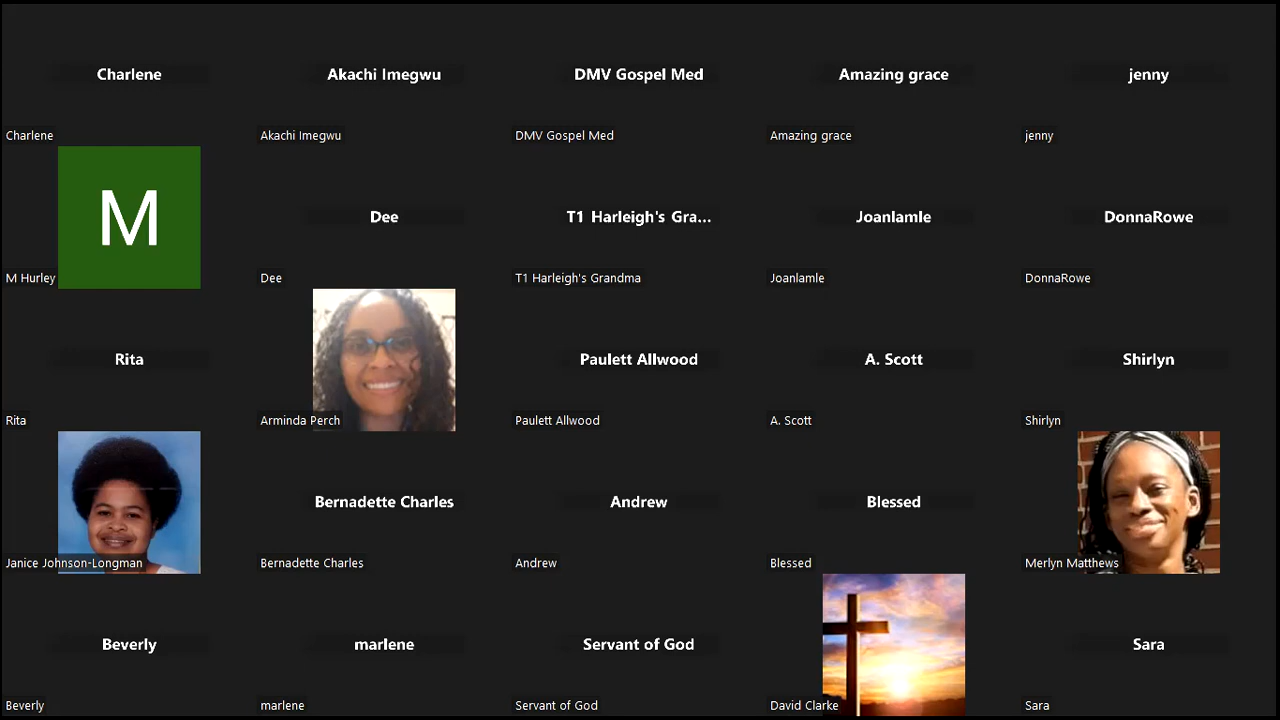 Charlene
Akachi Imegwu
DMV Gospel Med
Amazing grace
jenny
Charlene
Akachi Imegwu
DMV Gospel Med
Amazing grace
jenny
M
Dee
T1 Harleigh's Gra...
Joanlamle
DonnaRowe
M Hurley
Dee
T1 Harleigh's Grandma
Joanlamle
DonnaRowe
Rita
Paulett Allwood
A. Scott
Shirlyn
Rita
Arminda Perch
Paulett Allwood
A. Scott
Shirlyn
Bernadette Charles
Andrew
Blessed
Janice Johnson-Longman
Bernadette Charles
Andrew
Blessed
Merlyn Matthews
Beverly
marlene
Servant of God
Sara
Beverly
marlene
Servant of God
David Clarke
Sara